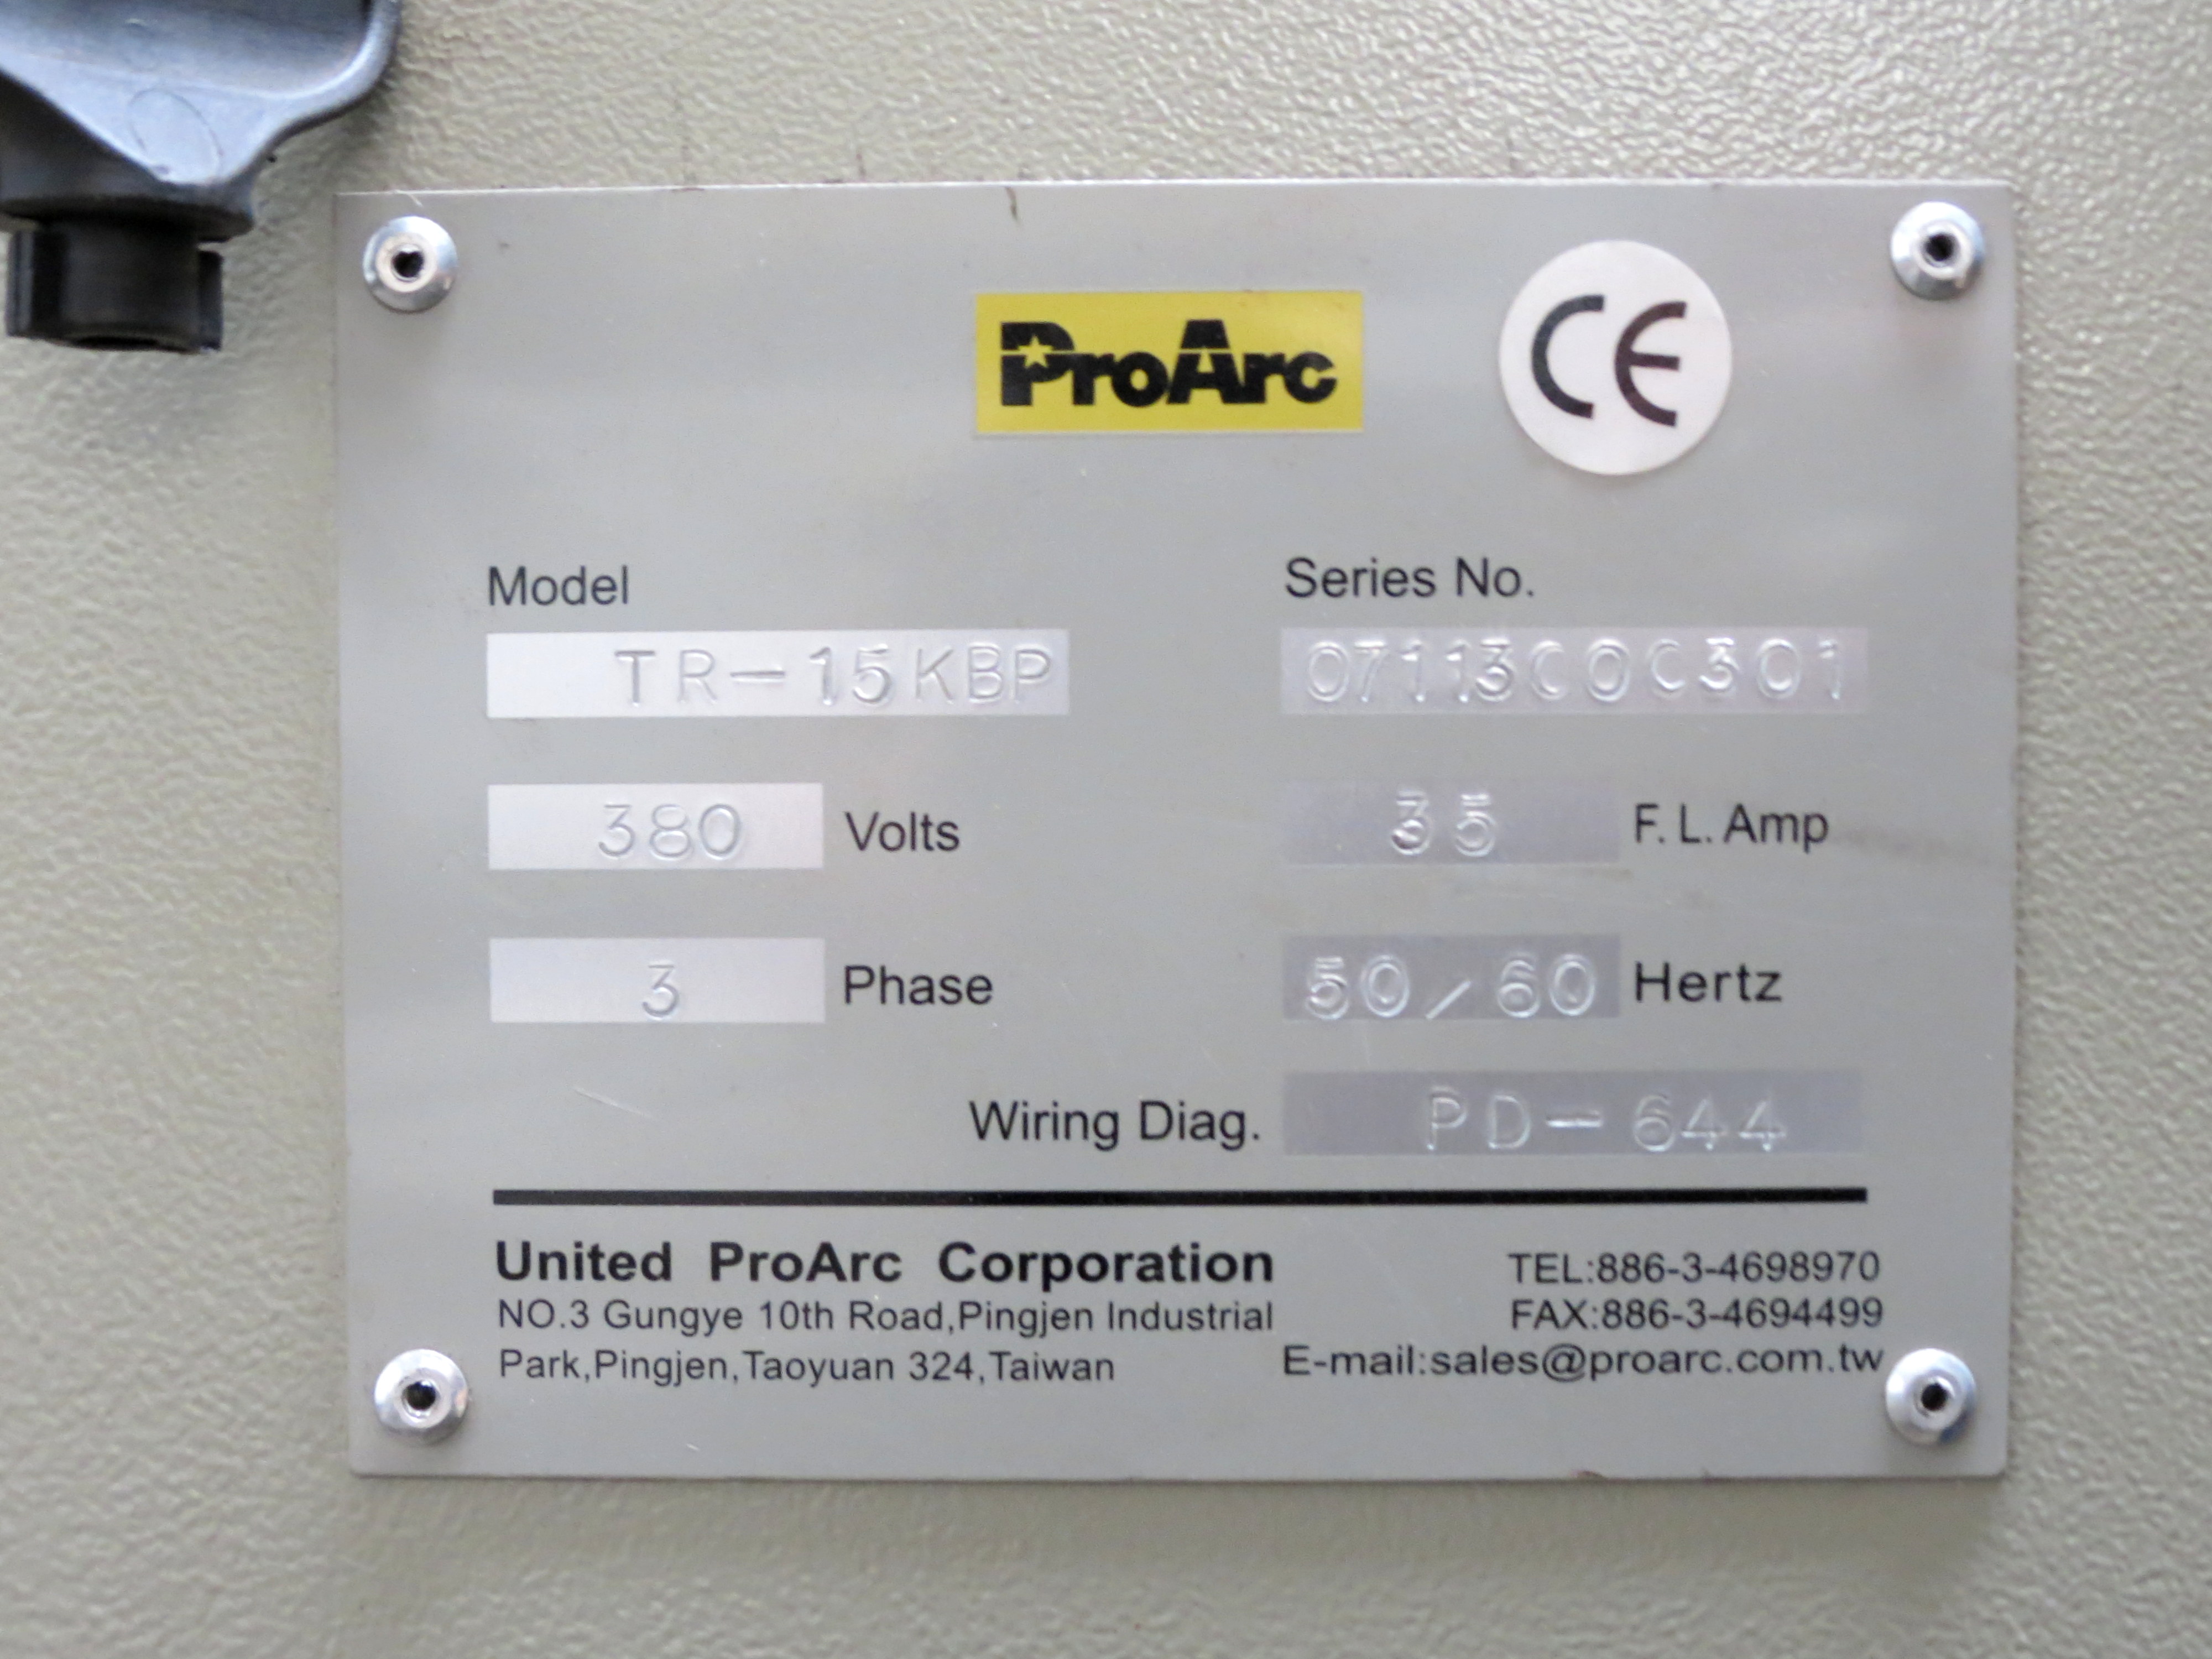 ProArc
CE
Model
Series No.
TR-15KBP
07113C0C301
380 Volts
35 F. L. Amp
3 Phase
50/60 Hertz
Wiring Diag. PD-644
United ProArc Corporation
NO.3 Gungye 10th Road,Pingjen Industrial
Park,Pingjen,Taoyuan 324,Taiwan
TEL:886-3-4698970
FAX:886-3-4694499
E-mail:sales@proarc.com.tw